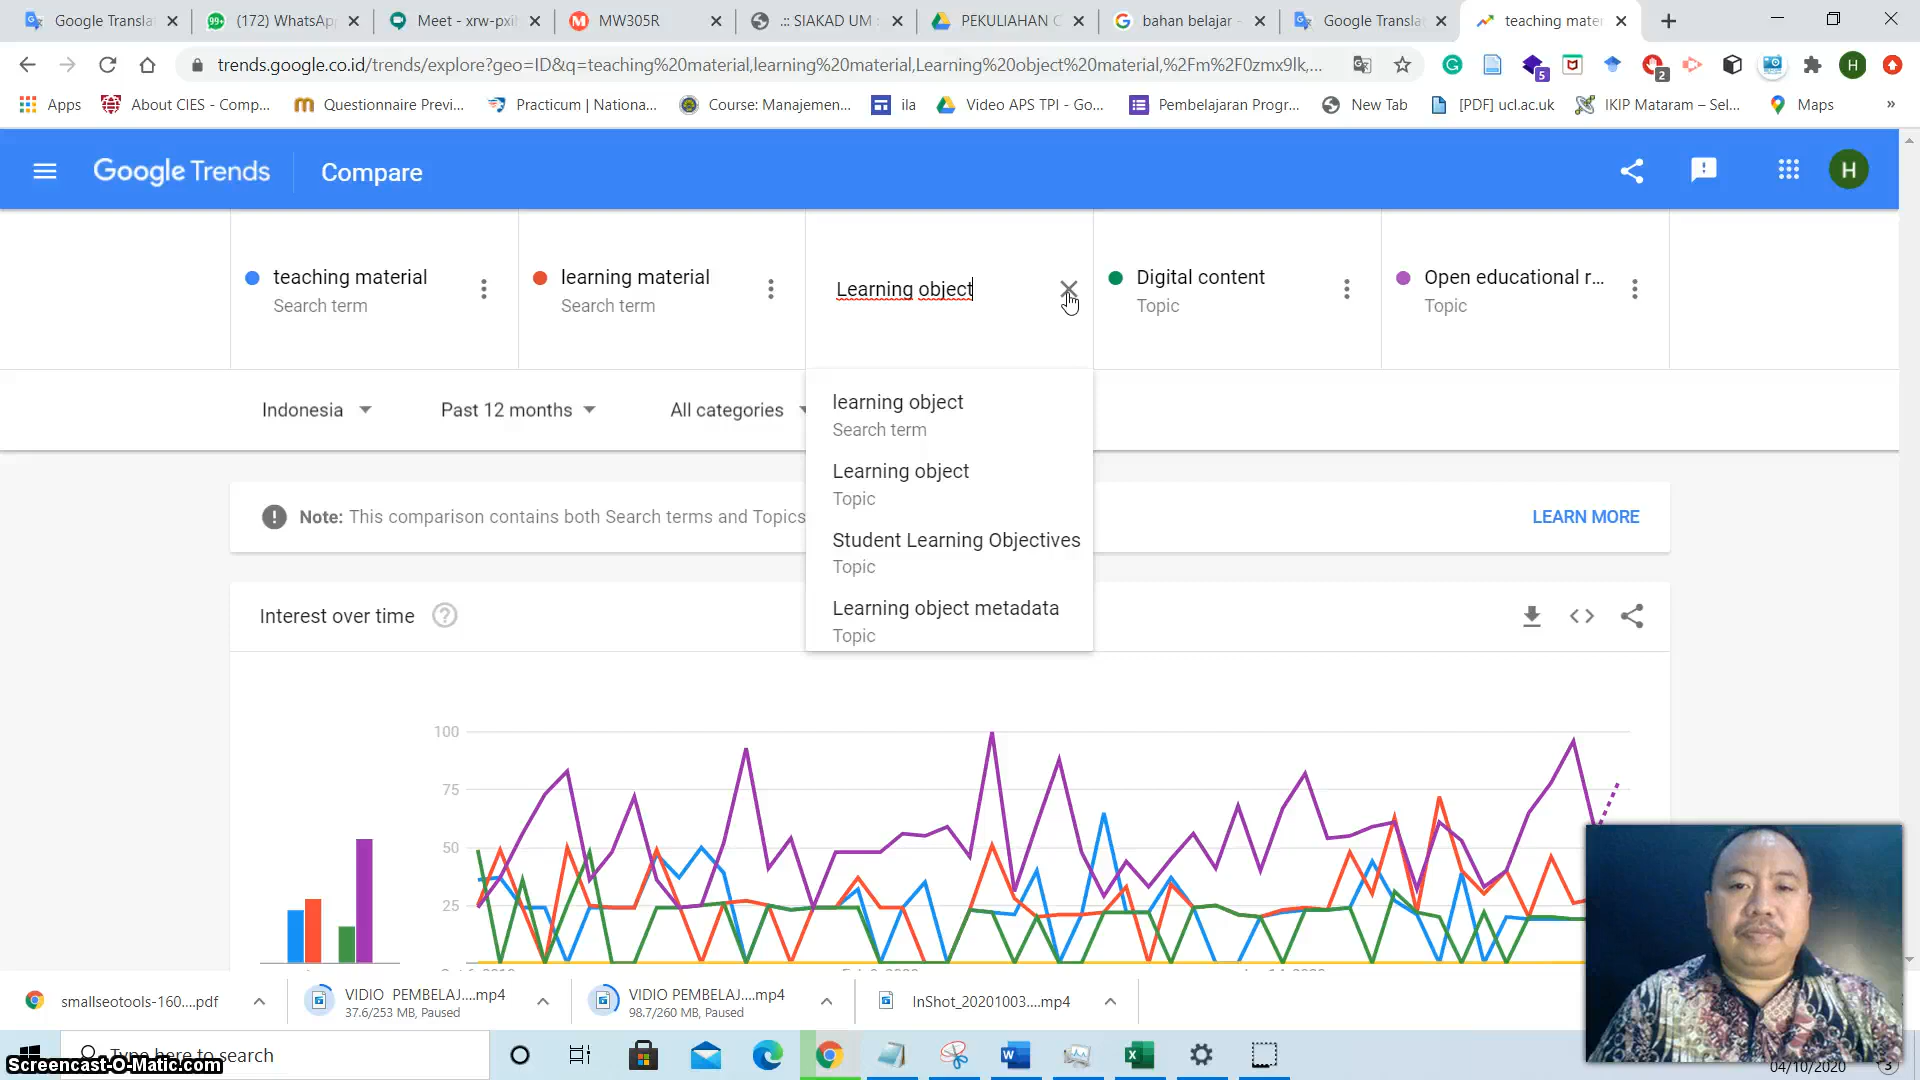 Google Transla
(172) WhatsAp
Meet - xrw-pxi
MW305R
.:: SIAKAD UM
PEKULIAHAN
bahan belajar -
Google Transla
teaching mate
trends.google.co.id/trends/explore?geo=ID&q=teaching%20material,learning%20material,Learning%20object%20material,%2Fm%2F0zmx9lk,...
Apps
About CIES - Comp...
Questionnaire Previ...
Practicum | Nationa...
Course: Manajemen...
ila
Video APS TPI - Go...
Pembelajaran Progr...
New Tab
[PDF] ucl.ac.uk
IKIP Mataram – Sel...
Maps
»
Google Trends
Compare
H
teaching material
Search term
learning material
Search term
Learning object
Digital content
Topic
Open educational r...
Topic
Indonesia
Past 12 months
All categories
learning object
Search term
Learning object
Topic
Student Learning Objectives
Topic
Learning object metadata
Topic
Note: This comparison contains both Search terms and Topics
LEARN MORE
Interest over time
100
75
50
25
smallseotools-160....pdf
VIDIO PEMBELAJ....mp4
37.6/253 MB, Paused
VIDIO PEMBELAJ....mp4
98.7/260 MB, Paused
InShot_20201003....mp4
Type here to search
Screencast-O-Matic.com
04/10/2020
3